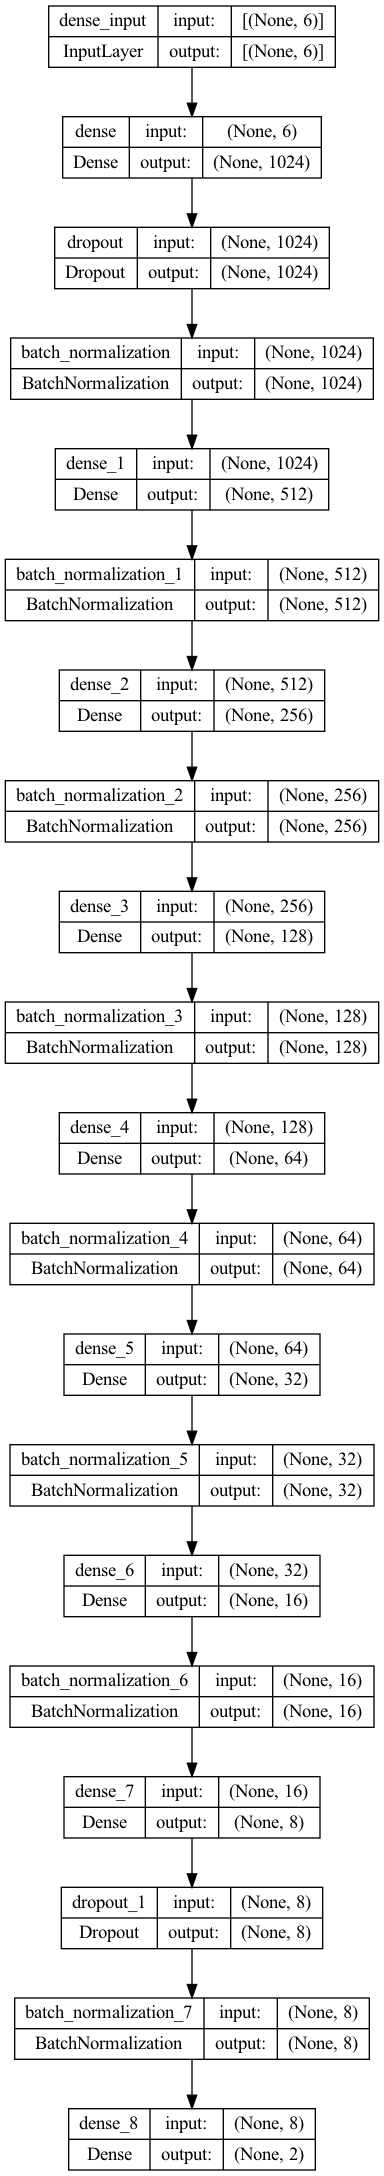 dense_input input: [(None, 6)]
InputLayer output: [(None, 6)]
dense input: (None, 6)
Dense output: (None, 1024)
dropout input: (None, 1024)
Dropout output: (None, 1024)
batch_normalization input: (None, 1024)
BatchNormalization output: (None, 1024)
dense_1 input: (None, 1024)
Dense output: (None, 512)
batch_normalization_1 input: (None, 512)
BatchNormalization output: (None, 512)
dense_2 input: (None, 512)
Dense output: (None, 256)
batch_normalization_2 input: (None, 256)
BatchNormalization output: (None, 256)
dense_3 input: (None, 256)
Dense output: (None, 128)
batch_normalization_3 input: (None, 128)
BatchNormalization output: (None, 128)
dense_4 input: (None, 128)
Dense output: (None, 64)
batch_normalization_4 input: (None, 64)
BatchNormalization output: (None, 64)
dense_5 input: (None, 64)
Dense output: (None, 32)
batch_normalization_5 input: (None, 32)
BatchNormalization output: (None, 32)
dense_6 input: (None, 32)
Dense output: (None, 16)
batch_normalization_6 input: (None, 16)
BatchNormalization output: (None, 16)
dense_7 input: (None, 16)
Dense output: (None, 8)
dropout_1 input: (None, 8)
Dropout output: (None, 8)
batch_normalization_7 input: (None, 8)
BatchNormalization output: (None, 8)
dense_8 input: (None, 8)
Dense output: (None, 2)